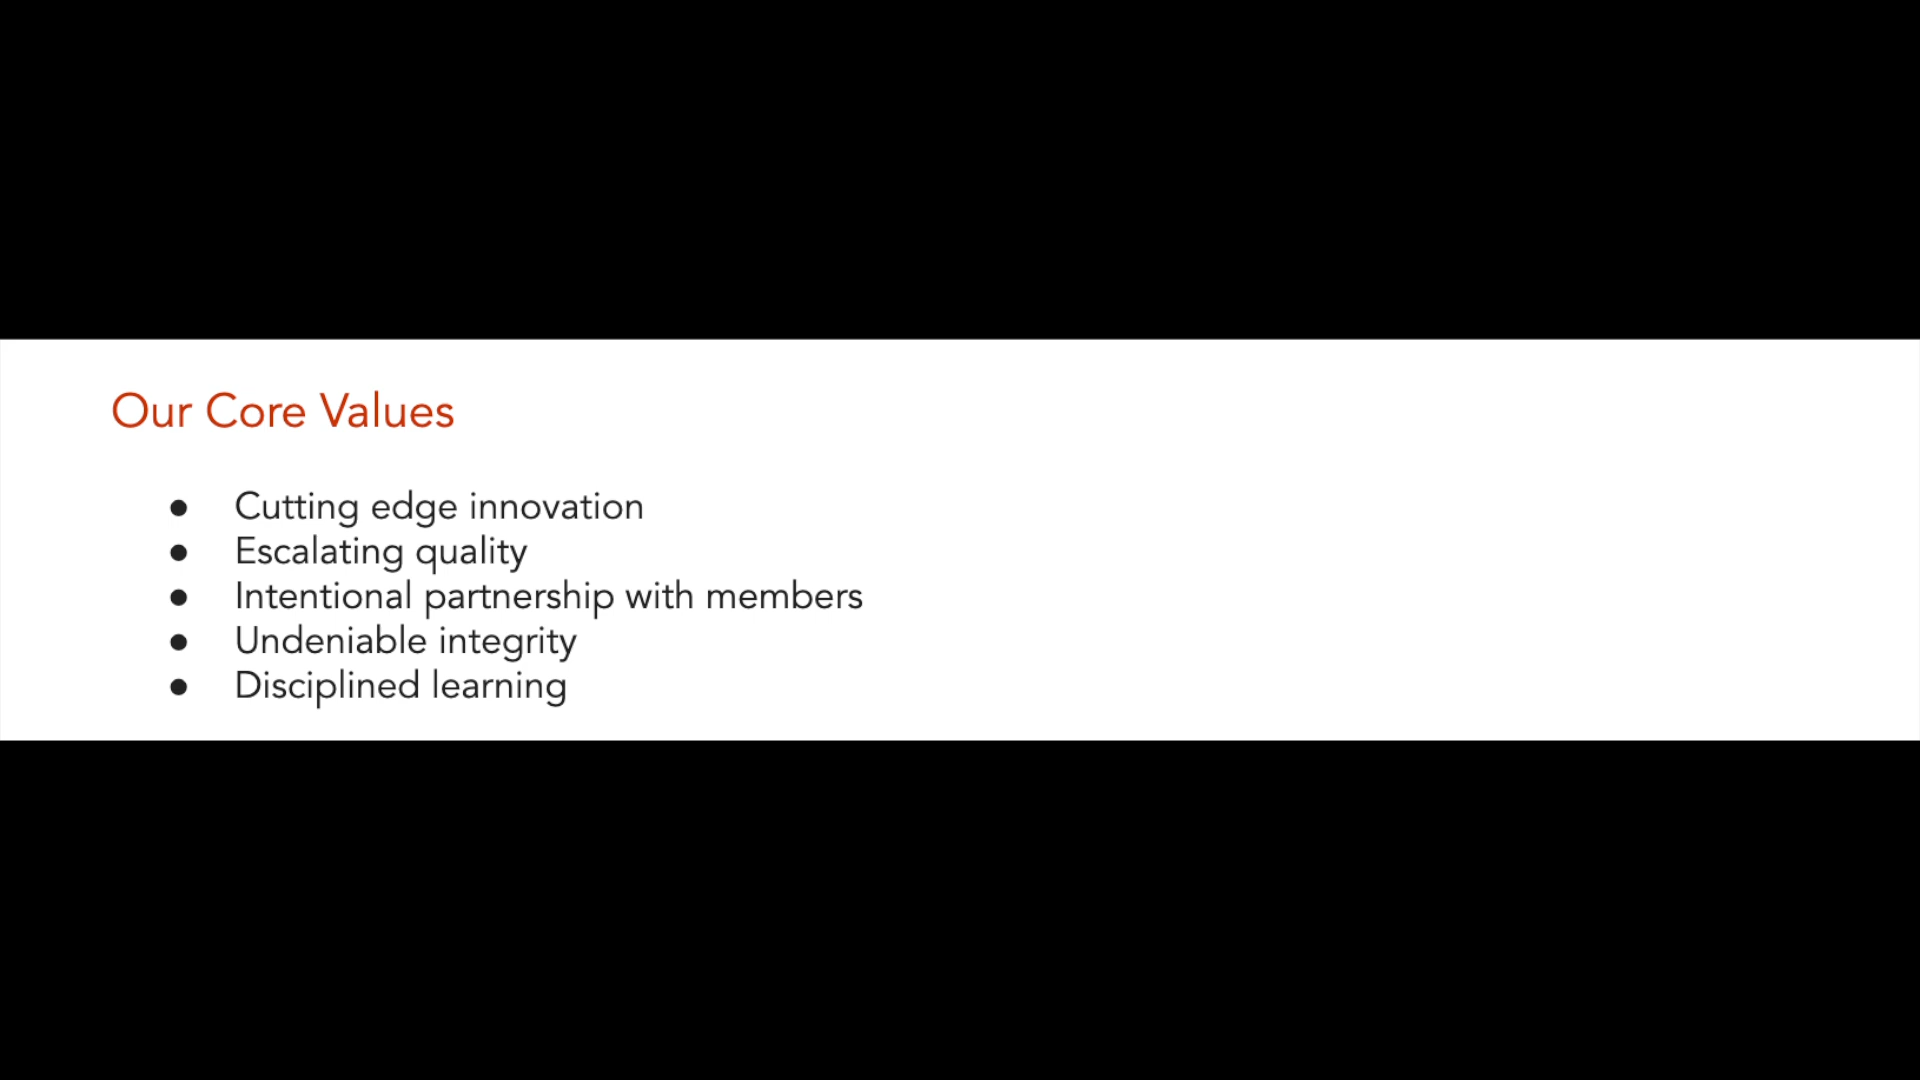 Our Core Values
● Cutting edge innovation
● Escalating quality
● Intentional partnership with members
● Undeniable integrity
● Disciplined learning